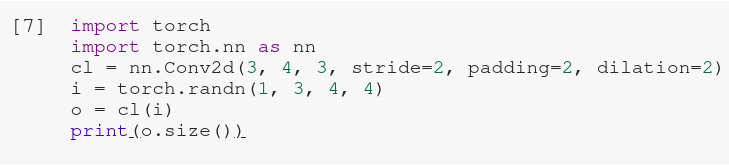 [7] import torch
import torch.nn as nn
cl = nn.Conv2d(3, 4, 3, stride=2, padding=2, dilation=2)
i = torch.randn(1, 3, 4, 4)
o = cl(i)
print(o.size())